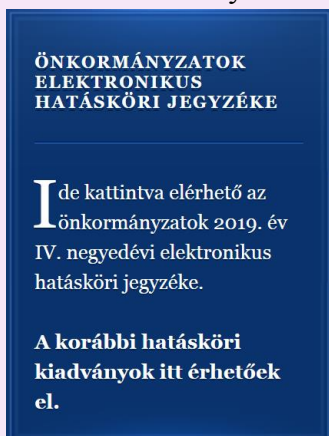 ÖNKORMÁNYZATOK
ELEKTRONIKUS
HATÁSKÖRI JEGYZÉKE
Ide kattintva elérhető az
önkormányzatok 2019. év
IV. negyedévi elektronikus
hatásköri jegyzéke.
A korábbi hatásköri
kiadványok itt érhetőek
el.